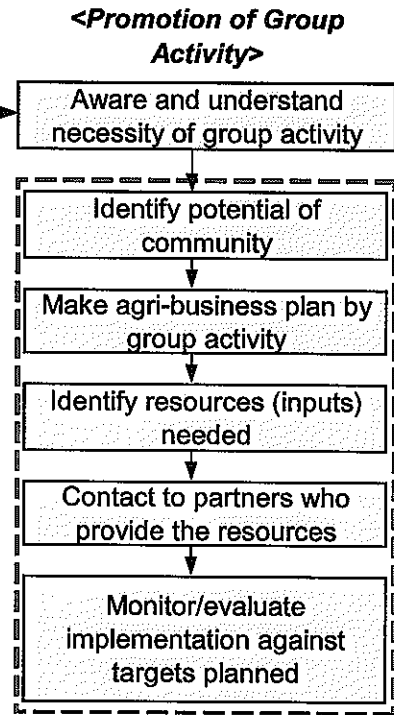 <Promotion of Group
Activity>
Aware and understand
necessity of group activity
Identify potential of
community
Make agri-business plan by
group activity
Identify resources (inputs)
needed
Contact to partners who
provide the resources
Monitor/evaluate
implementation against
targets planned